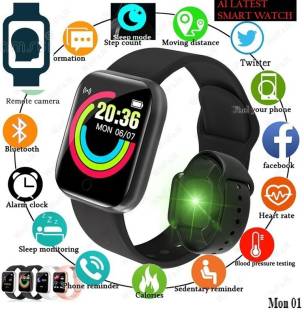 Sleep mode
Step count
Moving distance
AI LATEST
SMART WATCH
ormation
Twitter
Remote camera
20:36
MON 06/07
Find your phone
Bluetooth
facebook
Alarm clock
Heart rate
Sleep monitoring
Blood pressure testing
Phone reminder
Calories
Sedentary reminder
Mon 01